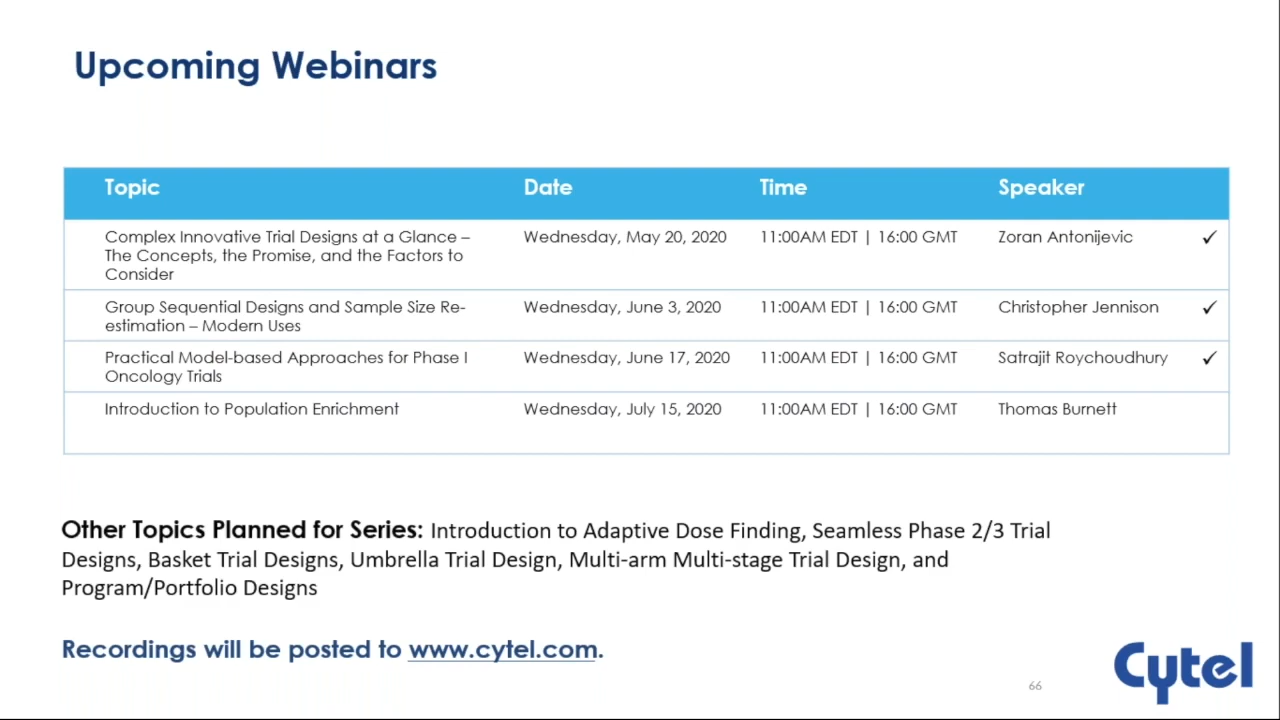 Upcoming Webinars
Topic Date Time Speaker
Complex Innovative Trial Designs at a Glance – Wednesday, May 20, 2020 11:00AM EDT | 16:00 GMT Zoran Antonijevic ✓
The Concepts, the Promise, and the Factors to
Consider
Group Sequential Designs and Sample Size Re- Wednesday, June 3, 2020 11:00AM EDT | 16:00 GMT Christopher Jennison ✓
estimation – Modern Uses
Practical Model-based Approaches for Phase I Wednesday, June 17, 2020 11:00AM EDT | 16:00 GMT Satrajit Roychoudhury ✓
Oncology Trials
Introduction to Population Enrichment Wednesday, July 15, 2020 11:00AM EDT | 16:00 GMT Thomas Burnett
Other Topics Planned for Series: Introduction to Adaptive Dose Finding, Seamless Phase 2/3 Trial
Designs, Basket Trial Designs, Umbrella Trial Design, Multi-arm Multi-stage Trial Design, and
Program/Portfolio Designs
Recordings will be posted to www.cytel.com.
66
Cytel